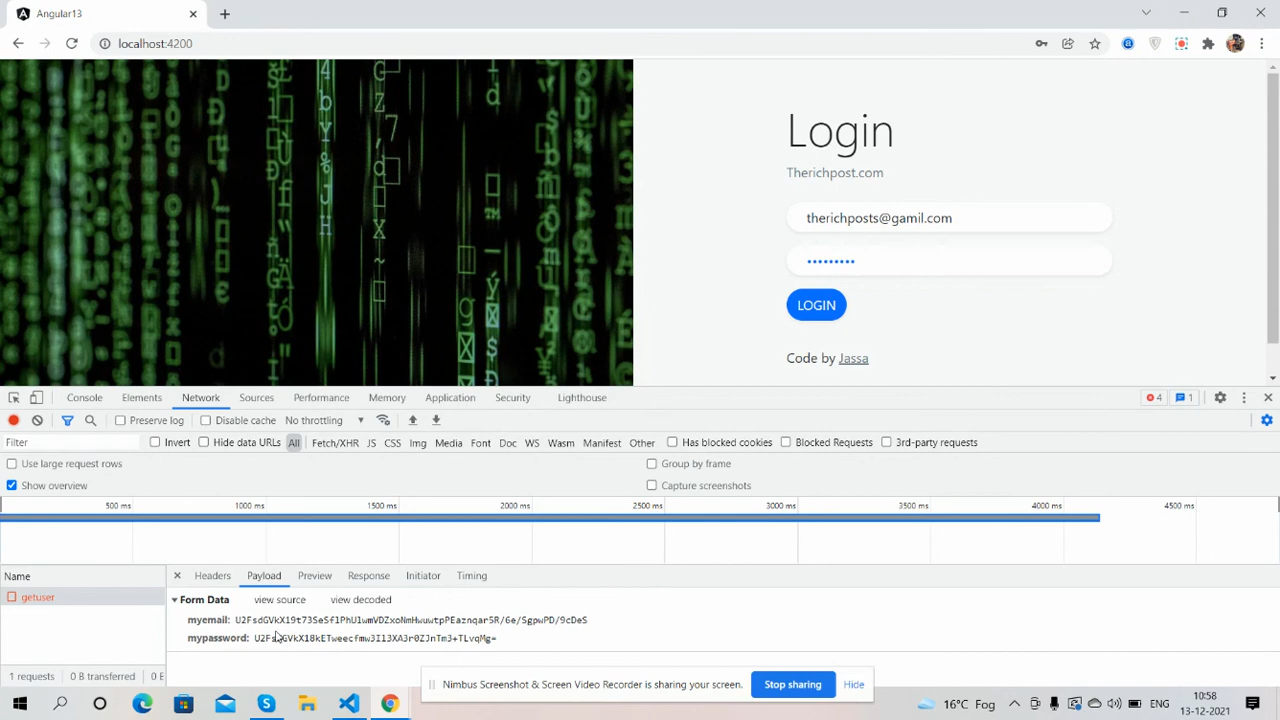 Angular13
localhost:4200
Login
Therichpost.com
therichposts@gamil.com
LOGIN
Code by Jassa
Console Elements Network Sources Performance Memory Application Security Lighthouse 4 1
Preserve log Disable cache No throttling
Filter Invert Hide data URLs All Fetch/XHR JS CSS Img Media Font Doc WS Wasm Manifest Other Has blocked cookies Blocked Requests 3rd-party requests
Use large request rows Group by frame
Show overview Capture screenshots
500 ms 1000 ms 1500 ms 2000 ms 2500 ms 3000 ms 3500 ms 4000 ms 4500 ms
Name Headers Payload Preview Response Initiator Timing
getuser Form Data view source view decoded
myemail:
mypassword:
1 requests 0 B transferred 0 E
Nimbus Screenshot & Screen Video Recorder is sharing your screen. Stop sharing Hide
16°C Fog ENG 10:58
13-12-2021